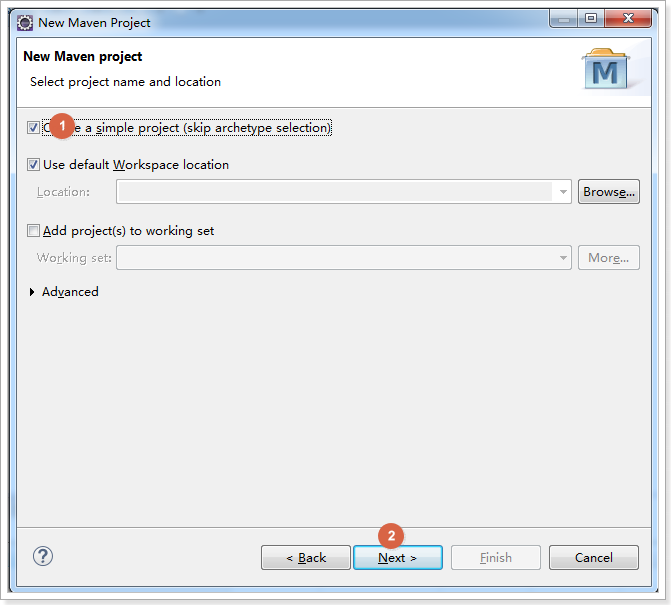 New Maven Project
New Maven project
Select project name and location
M
1
a simple project (skip archetype selection)
Use default Workspace location
Location:
Browse...
Add project(s) to working set
Working set:
More...
Advanced
2
?
< Back
Next >
Finish
Cancel